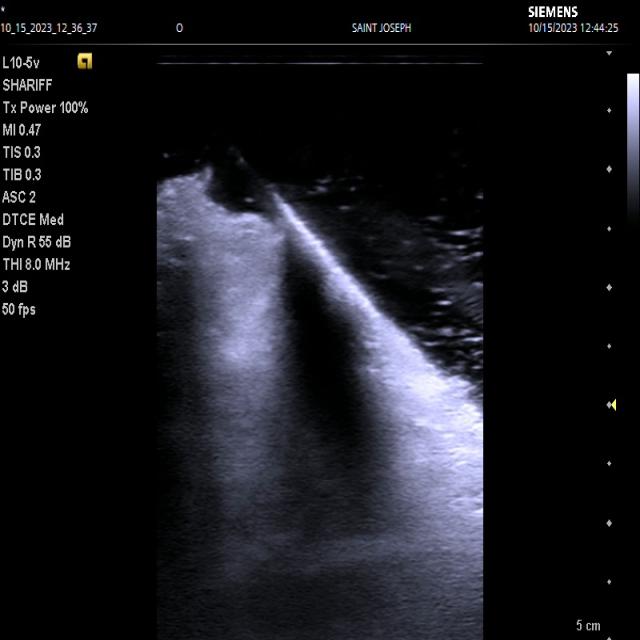 *
SIEMENS
10_15_2023_12_36_37 O SAINT JOSEPH 10/15/2023 12:44:25
L10-5v
SHARIFF
Tx Power 100%
MI 0.47
TIS 0.3
TIB 0.3
ASC 2
DTCE Med
Dyn R 55 dB
THI 8.0 MHz
3 dB
50 fps
5 cm